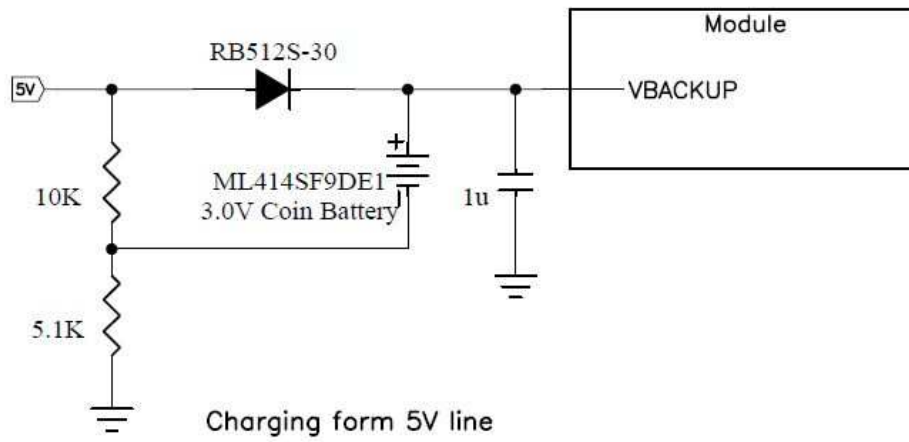 Module
RB512S-30
5V
VBACKUP
+
ML414SF9DE1
3.0V Coin Battery
10K
1u
5.1K
Charging form 5V line